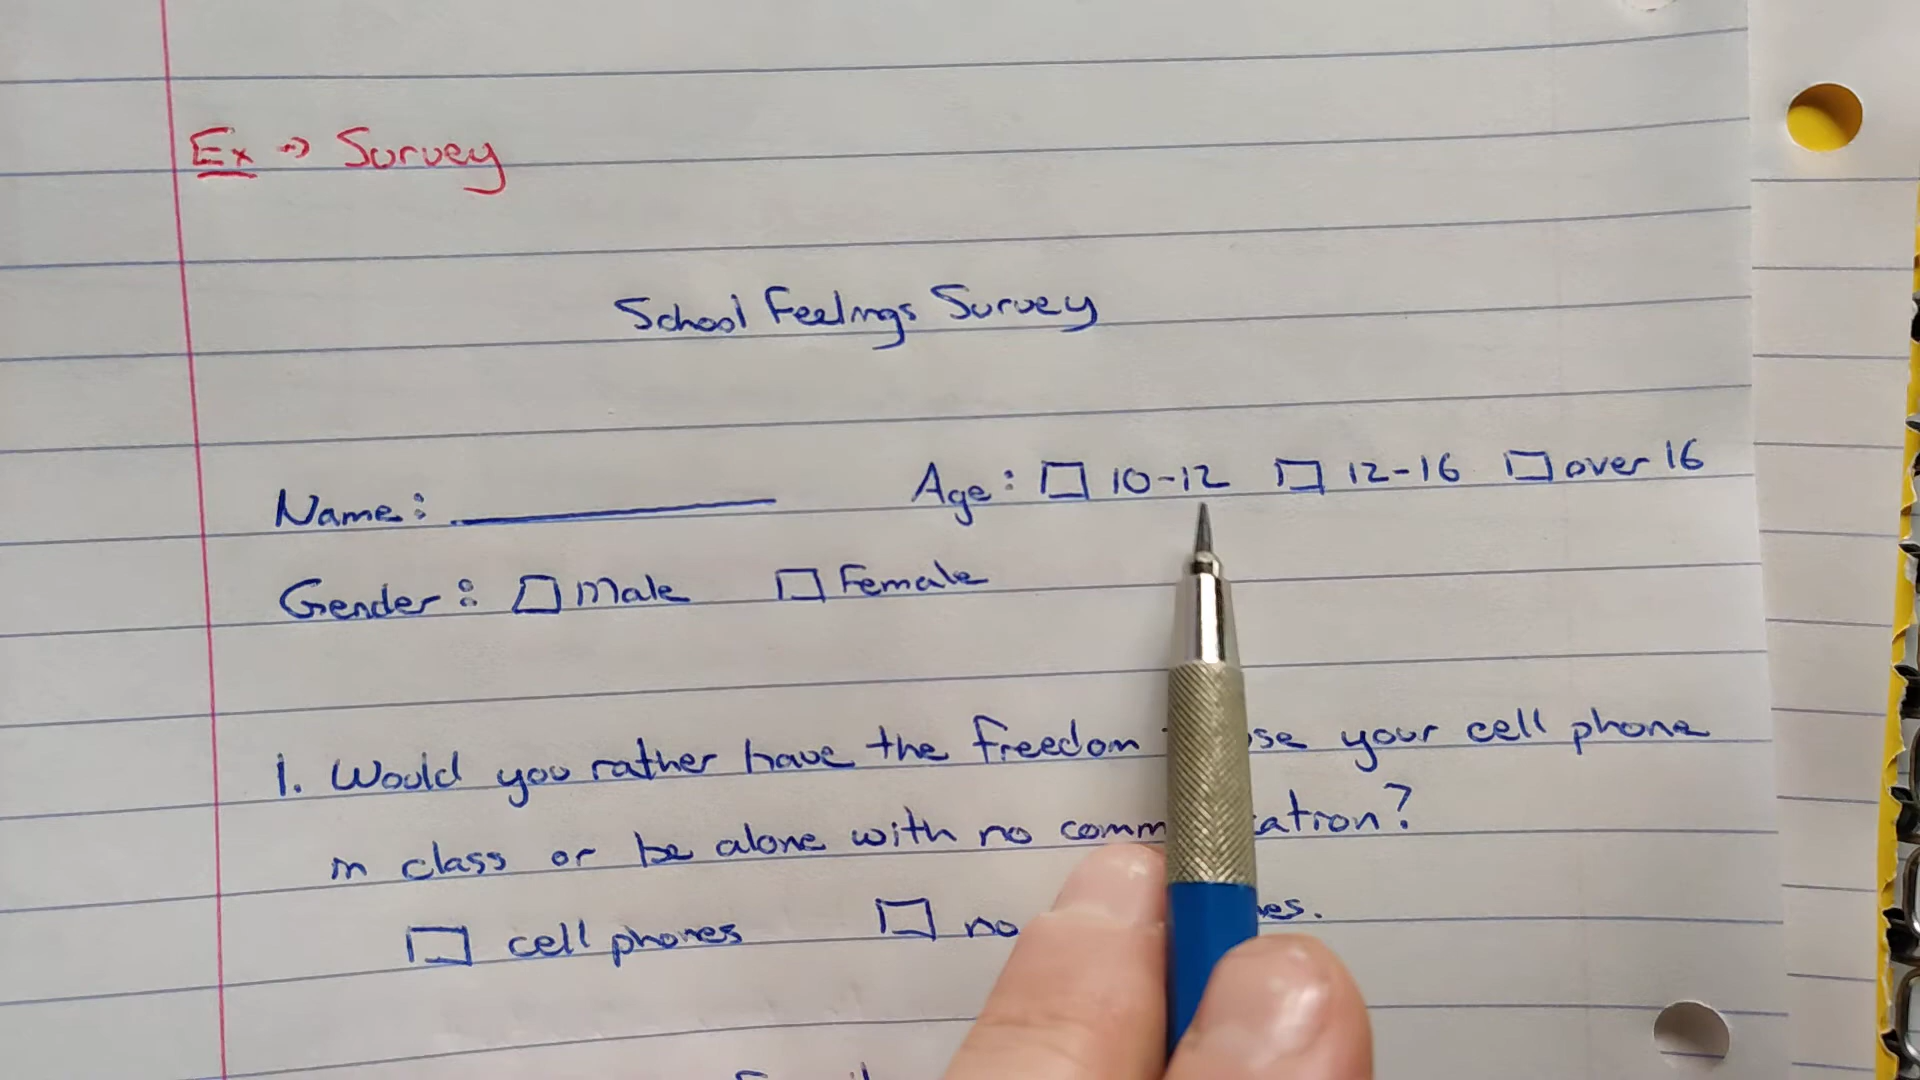 Ex → Survey
School Feelings Survey
Name: __________ Age: ☐ 10-12 ☐ 12-16 ☐ over 16
Gender: ☐ Male ☐ Female
1. Would you rather have the freedom your cell phone
in class or be alone with no
☐ cell phones ☐ no